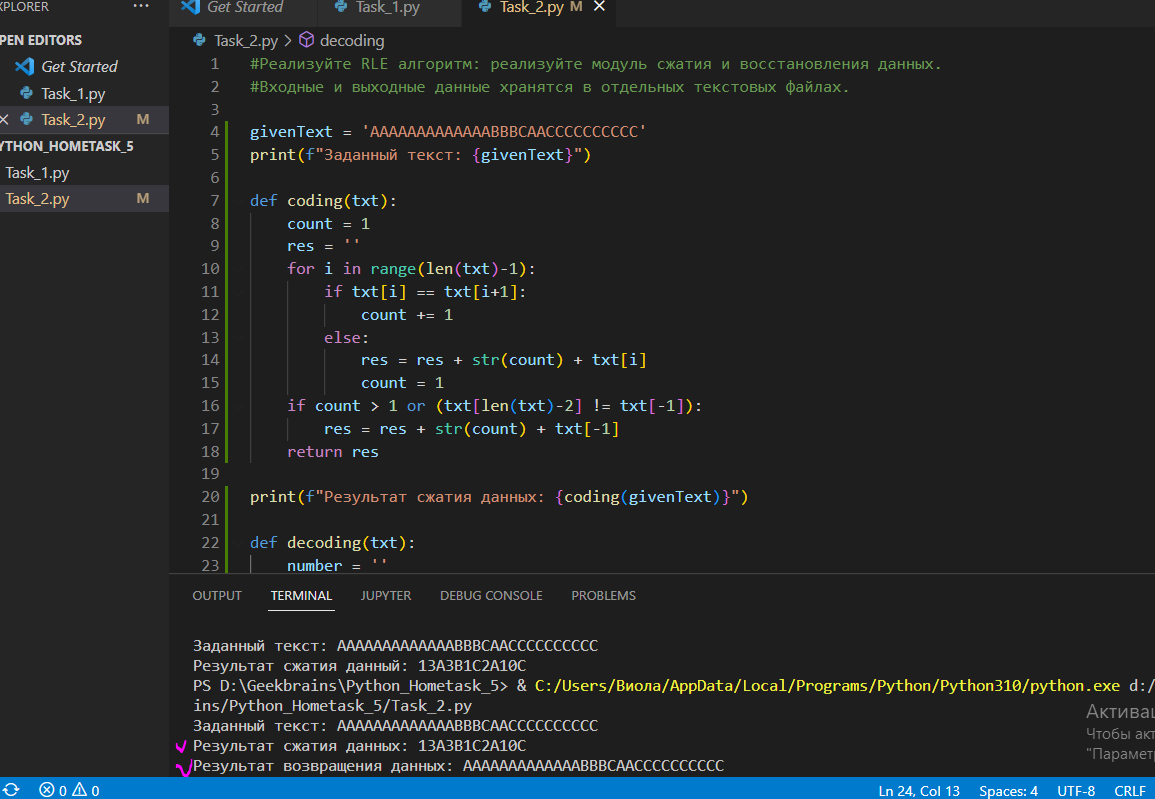 XPLORER ...
Get Started Task_1.py Task_2.py M
PEN EDITORS
Get Started
Task_1.py
Task_2.py M
YTHON_HOMETASK_5
Task_1.py
Task_2.py M
Task_2.py > decoding
1 #Реализуйте RLE алгоритм: реализуйте модуль сжатия и восстановления данных.
2 #Входные и выходные данные хранятся в отдельных текстовых файлах.
3
4 givenText = 'AAAAAAAAAAAAABBBCAACCCCCCCCCC'
5 print(f"Заданный текст: {givenText}")
6
7 def coding(txt):
8 count = 1
9 res = ''
10 for i in range(len(txt)-1):
11 if txt[i] == txt[i+1]:
12 count += 1
13 else:
14 res = res + str(count) + txt[i]
15 count = 1
16 if count > 1 or (txt[len(txt)-2] != txt[-1]):
17 res = res + str(count) + txt[-1]
18 return res
19
20 print(f"Результат сжатия данных: {coding(givenText)}")
21
22 def decoding(txt):
23 number = ''
OUTPUT TERMINAL JUPYTER DEBUG CONSOLE PROBLEMS
Заданный текст: AAAAAAAAAAAAABBBCAACCCCCCCCCC
Результат сжатия данный: 13A3B1C2A10C
PS D:\Geekbrains\Python_Hometask_5> & C:/Users/Виола/AppData/Local/Programs/Python/Python310/python.exe d:/
ins/Python_Hometask_5/Task_2.py
Заданный текст: AAAAAAAAAAAAABBBCAACCCCCCCCCC
Результат сжатия данных: 13A3B1C2A10C
Результат возвращения данных: AAAAAAAAAAAAABBBCAACCCCCCCCCC
Активац
Чтобы акт
"Параметр
0 0 Ln 24, Col 13 Spaces: 4 UTF-8 CRLF